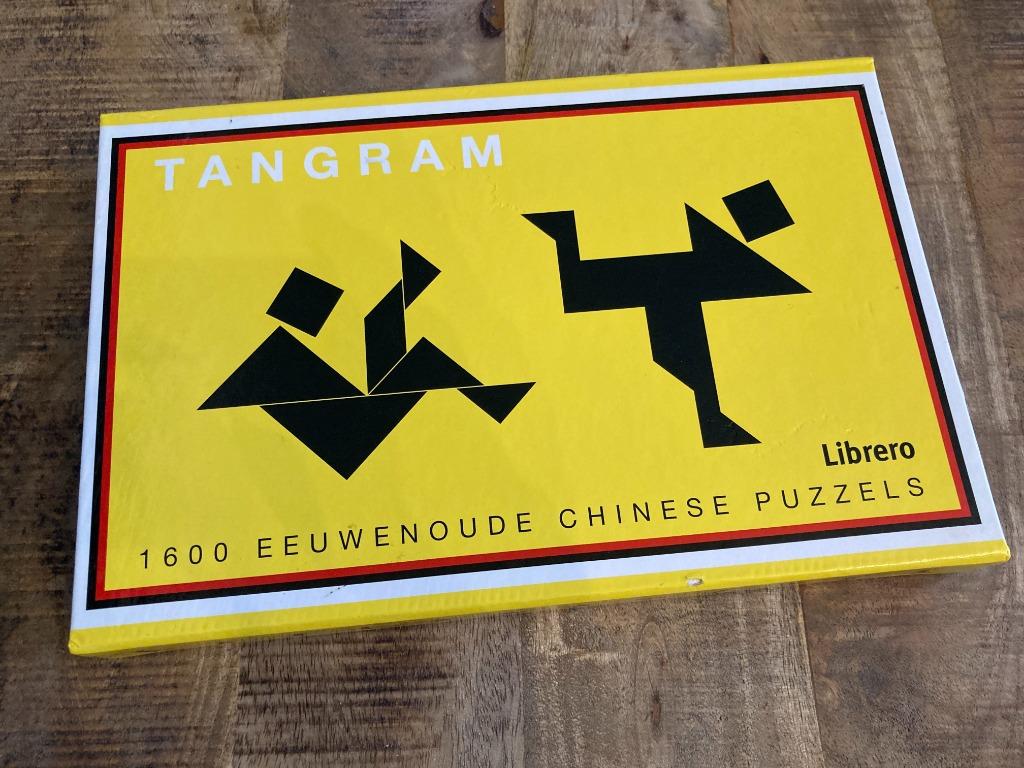 TANGRAM
Librero
1600 EEUWENOUDE CHINESE PUZZELS